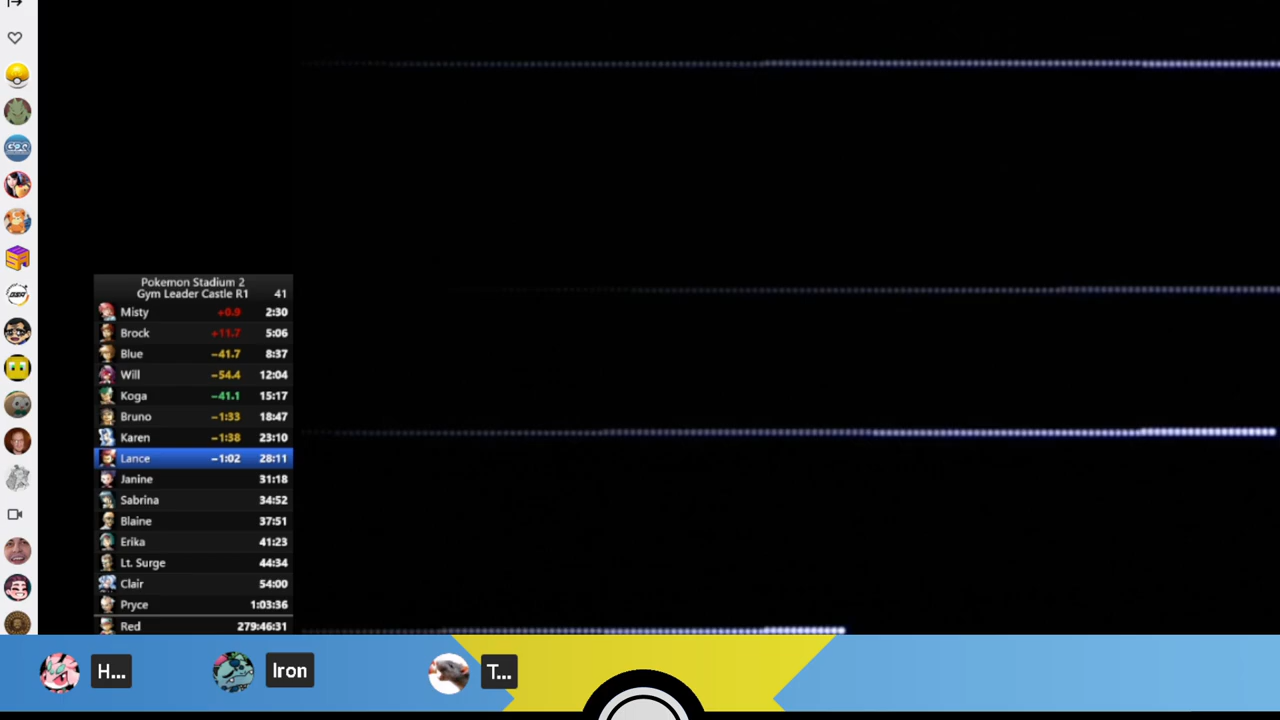 Pokemon Stadium 2
Gym Leader Castle R1 41
Misty +0.9 2:30
Brock +11.7 5:06
Blue −41.7 8:37
Will −54.4 12:04
Koga −41.1 15:17
Bruno −1:33 18:47
Karen −1:38 23:10
Lance −1:02 28:11
Janine 31:18
Sabrina 34:52
Blaine 37:51
Erika 41:23
Lt. Surge 44:34
Clair 54:00
Pryce 1:03:36
Red 279:46:31
H... Iron T...